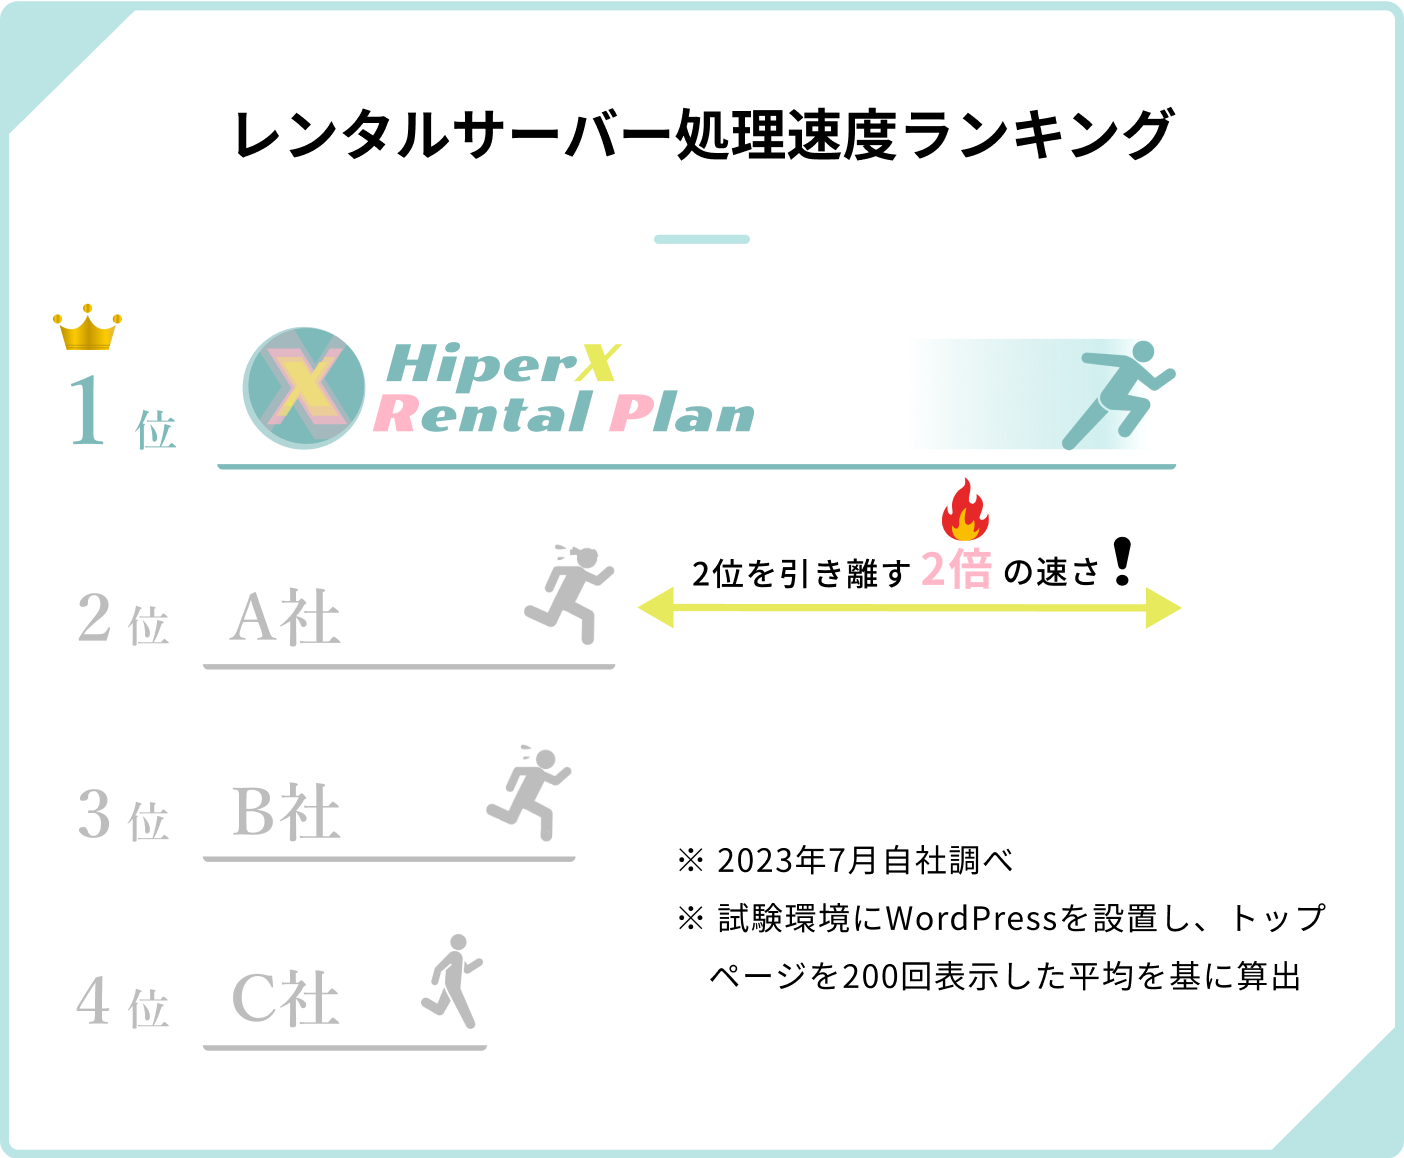 レンタルサーバー処理速度ランキング
1位
HiperX
Rental Plan
2位を引き離す2倍の速さ!
2位 A社
3位 B社
※ 2023年7月自社調べ
※ 試験環境にWordPressを設置し、トップ
ページを200回表示した平均を基に算出
4位 C社